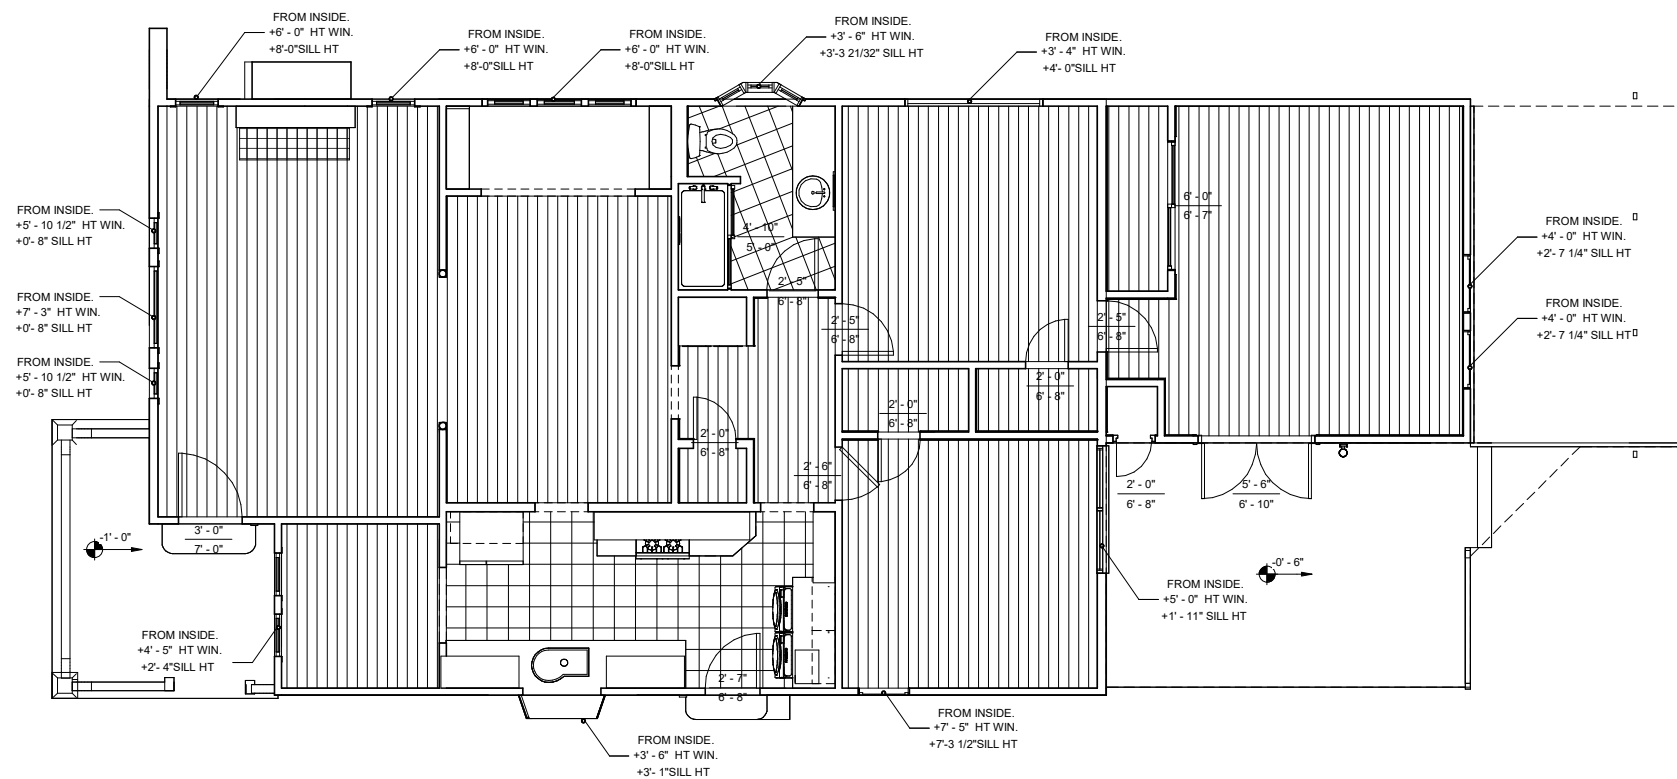 FROM INSIDE.
+6' - 0" HT WIN.
+8'-0"SILL HT
FROM INSIDE.
+6' - 0" HT WIN.
+8'-0"SILL HT
FROM INSIDE.
+6' - 0" HT WIN.
+8'-0"SILL HT
FROM INSIDE.
+3' - 6" HT WIN.
+3'-3 21/32" SILL HT
FROM INSIDE.
+3' - 4" HT WIN.
+4'- 0"SILL HT
FROM INSIDE.
+5' - 10 1/2" HT WIN.
+0'- 8" SILL HT
FROM INSIDE.
+7' - 3" HT WIN.
+0'- 8" SILL HT
FROM INSIDE.
+5' - 10 1/2" HT WIN.
+0'- 8" SILL HT
4' - 10"
5' - 0"
2' - 5"
6' - 8"
2' - 5"
6' - 8"
6' - 0"
6' - 7"
2' - 5"
6' - 8"
FROM INSIDE.
+4' - 0" HT WIN.
+2'- 7 1/4" SILL HT
FROM INSIDE.
+4' - 0" HT WIN.
+2'- 7 1/4" SILL HT
2' - 0"
6' - 8"
2' - 0"
6' - 8"
2' - 0"
6' - 8"
2' - 6"
6' - 8"
2' - 0"
6' - 8"
5' - 6"
6' - 10"
3' - 0"
7' - 0"
-1' - 0"
-0' - 6"
FROM INSIDE.
+5' - 0" HT WIN.
+1' - 11" SILL HT
FROM INSIDE.
+4' - 5" HT WIN.
+2'- 4"SILL HT
2' - 7"
6' - 8"
FROM INSIDE.
+7' - 5" HT WIN.
+7'-3 1/2"SILL HT
FROM INSIDE.
+3' - 6" HT WIN.
+3'- 1"SILL HT